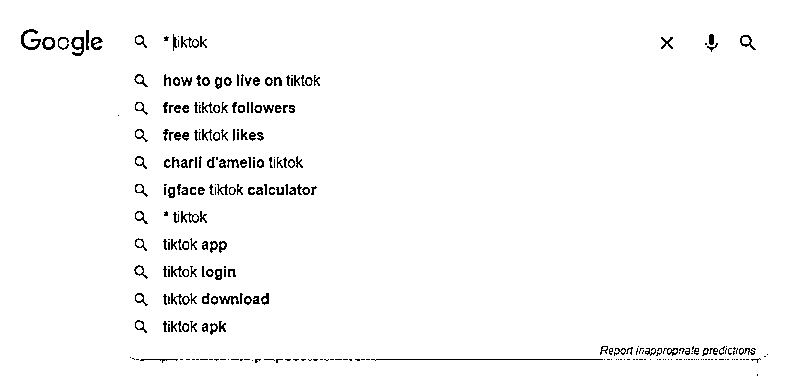 Google * tiktok
how to go live on tiktok
free tiktok followers
free tiktok likes
charli d'amelio tiktok
igface tiktok calculator
* tiktok
tiktok app
tiktok login
tiktok download
tiktok apk
Report inappropriate predictions